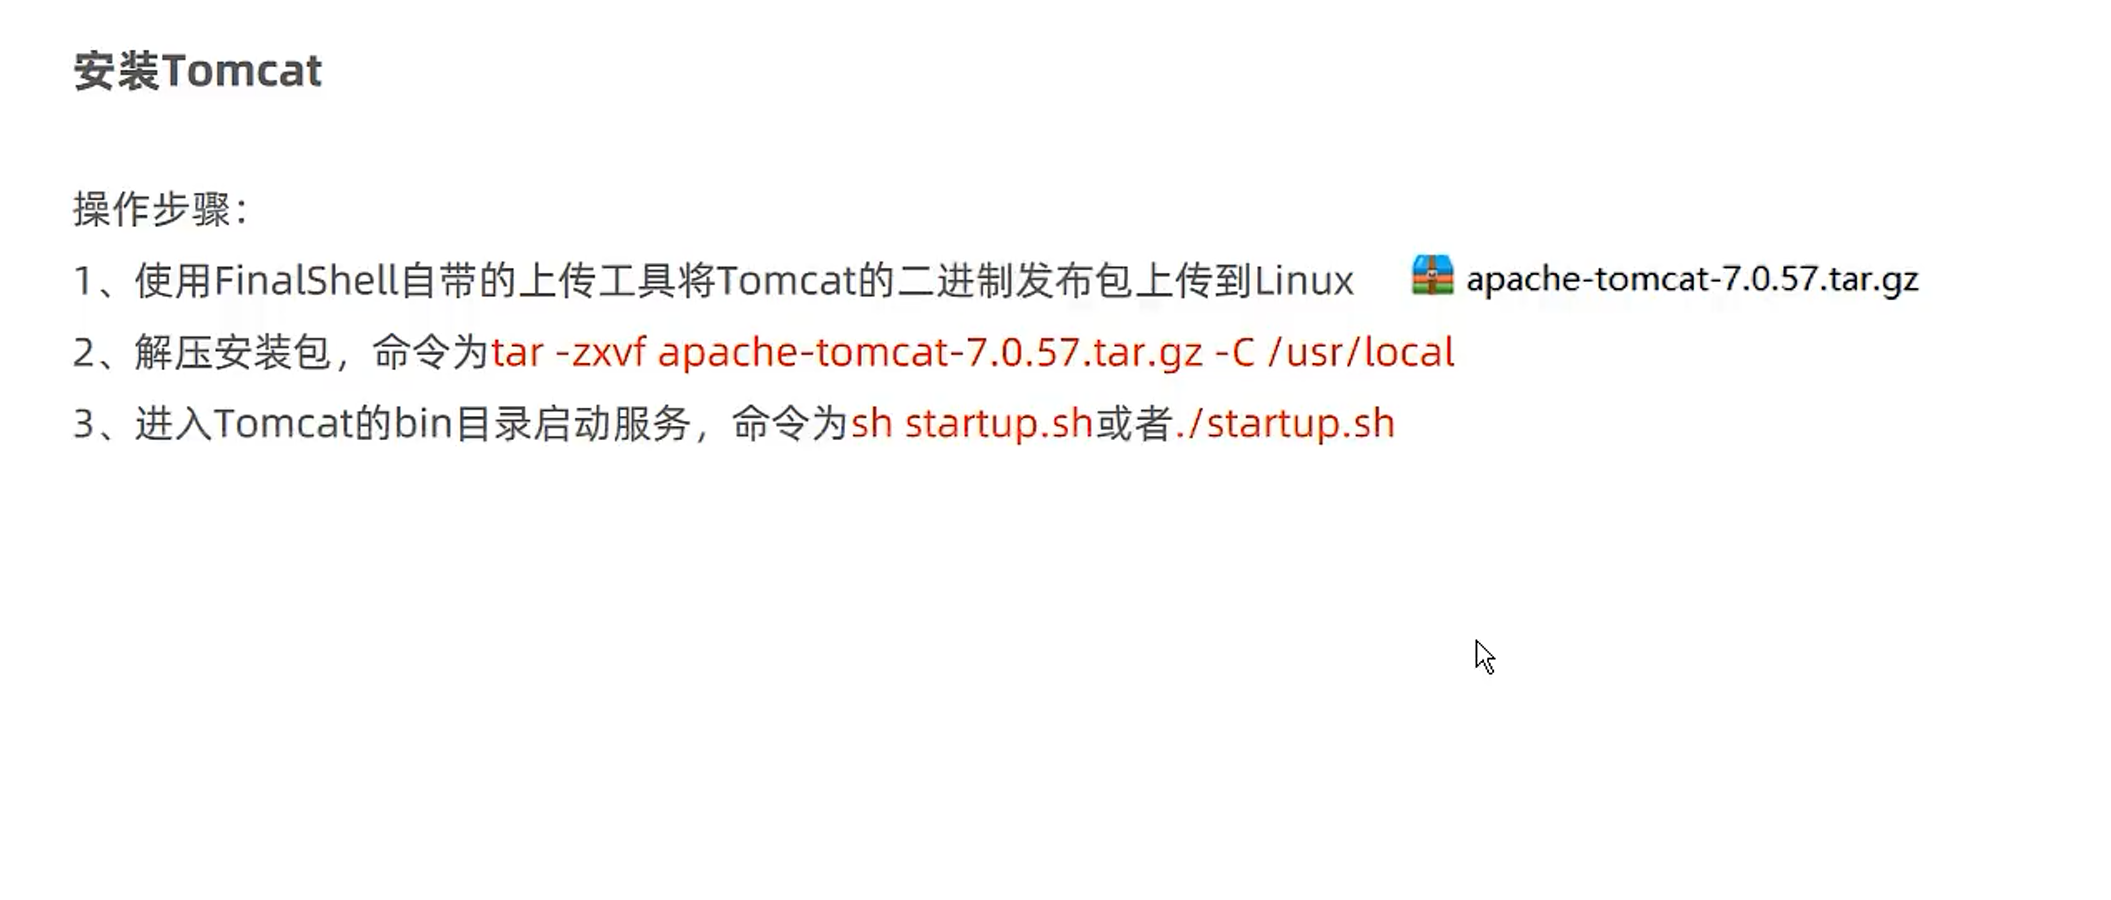 安装Tomcat
操作步骤：
1、使用FinalShell自带的上传工具将Tomcat的二进制发布包上传到Linux apache-tomcat-7.0.57.tar.gz
2、解压安装包，命令为tar -zxvf apache-tomcat-7.0.57.tar.gz -C /usr/local
3、进入Tomcat的bin目录启动服务，命令为sh startup.sh或者./startup.sh